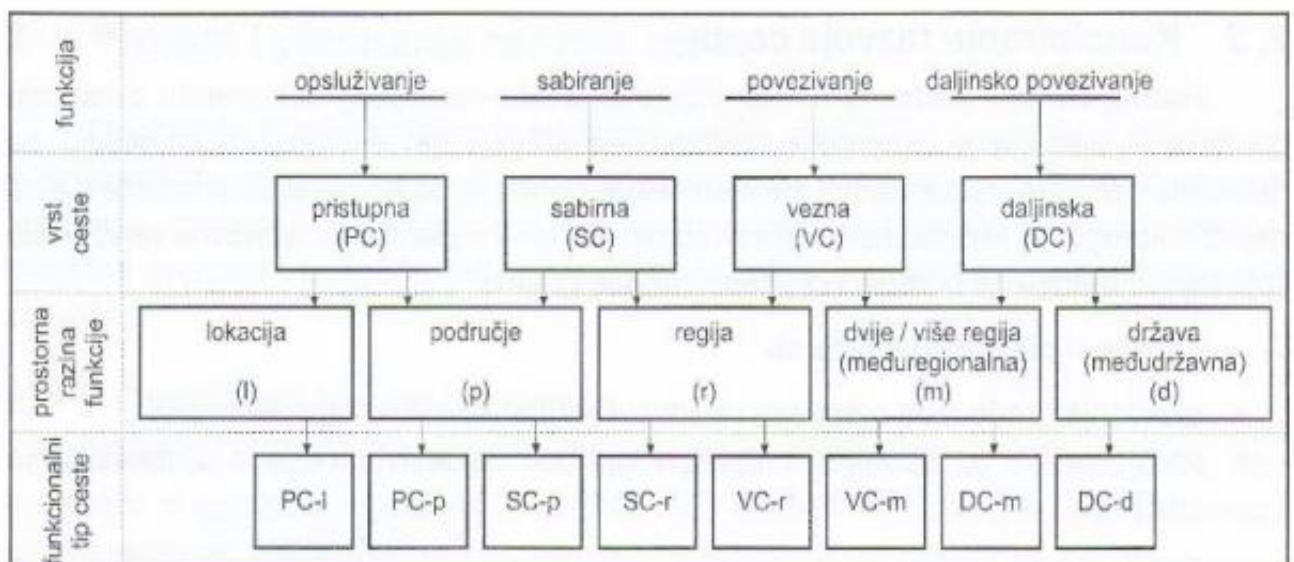 funkcija
opsluživanje
sabiranje
povezivanje
daljinsko povezivanje
vrst
ceste
pristupna
(PC)
sabirna
(SC)
vezna
(VC)
daljinska
(DC)
prostorna
razina
funkcije
lokacija
(l)
područje
(p)
regija
(r)
dvije / više regija
(međuregionalna)
(m)
država
(međudržavna)
(d)
funkcionalni
tip ceste
PC-l
PC-p
SC-p
SC-r
VC-r
VC-m
DC-m
DC-d